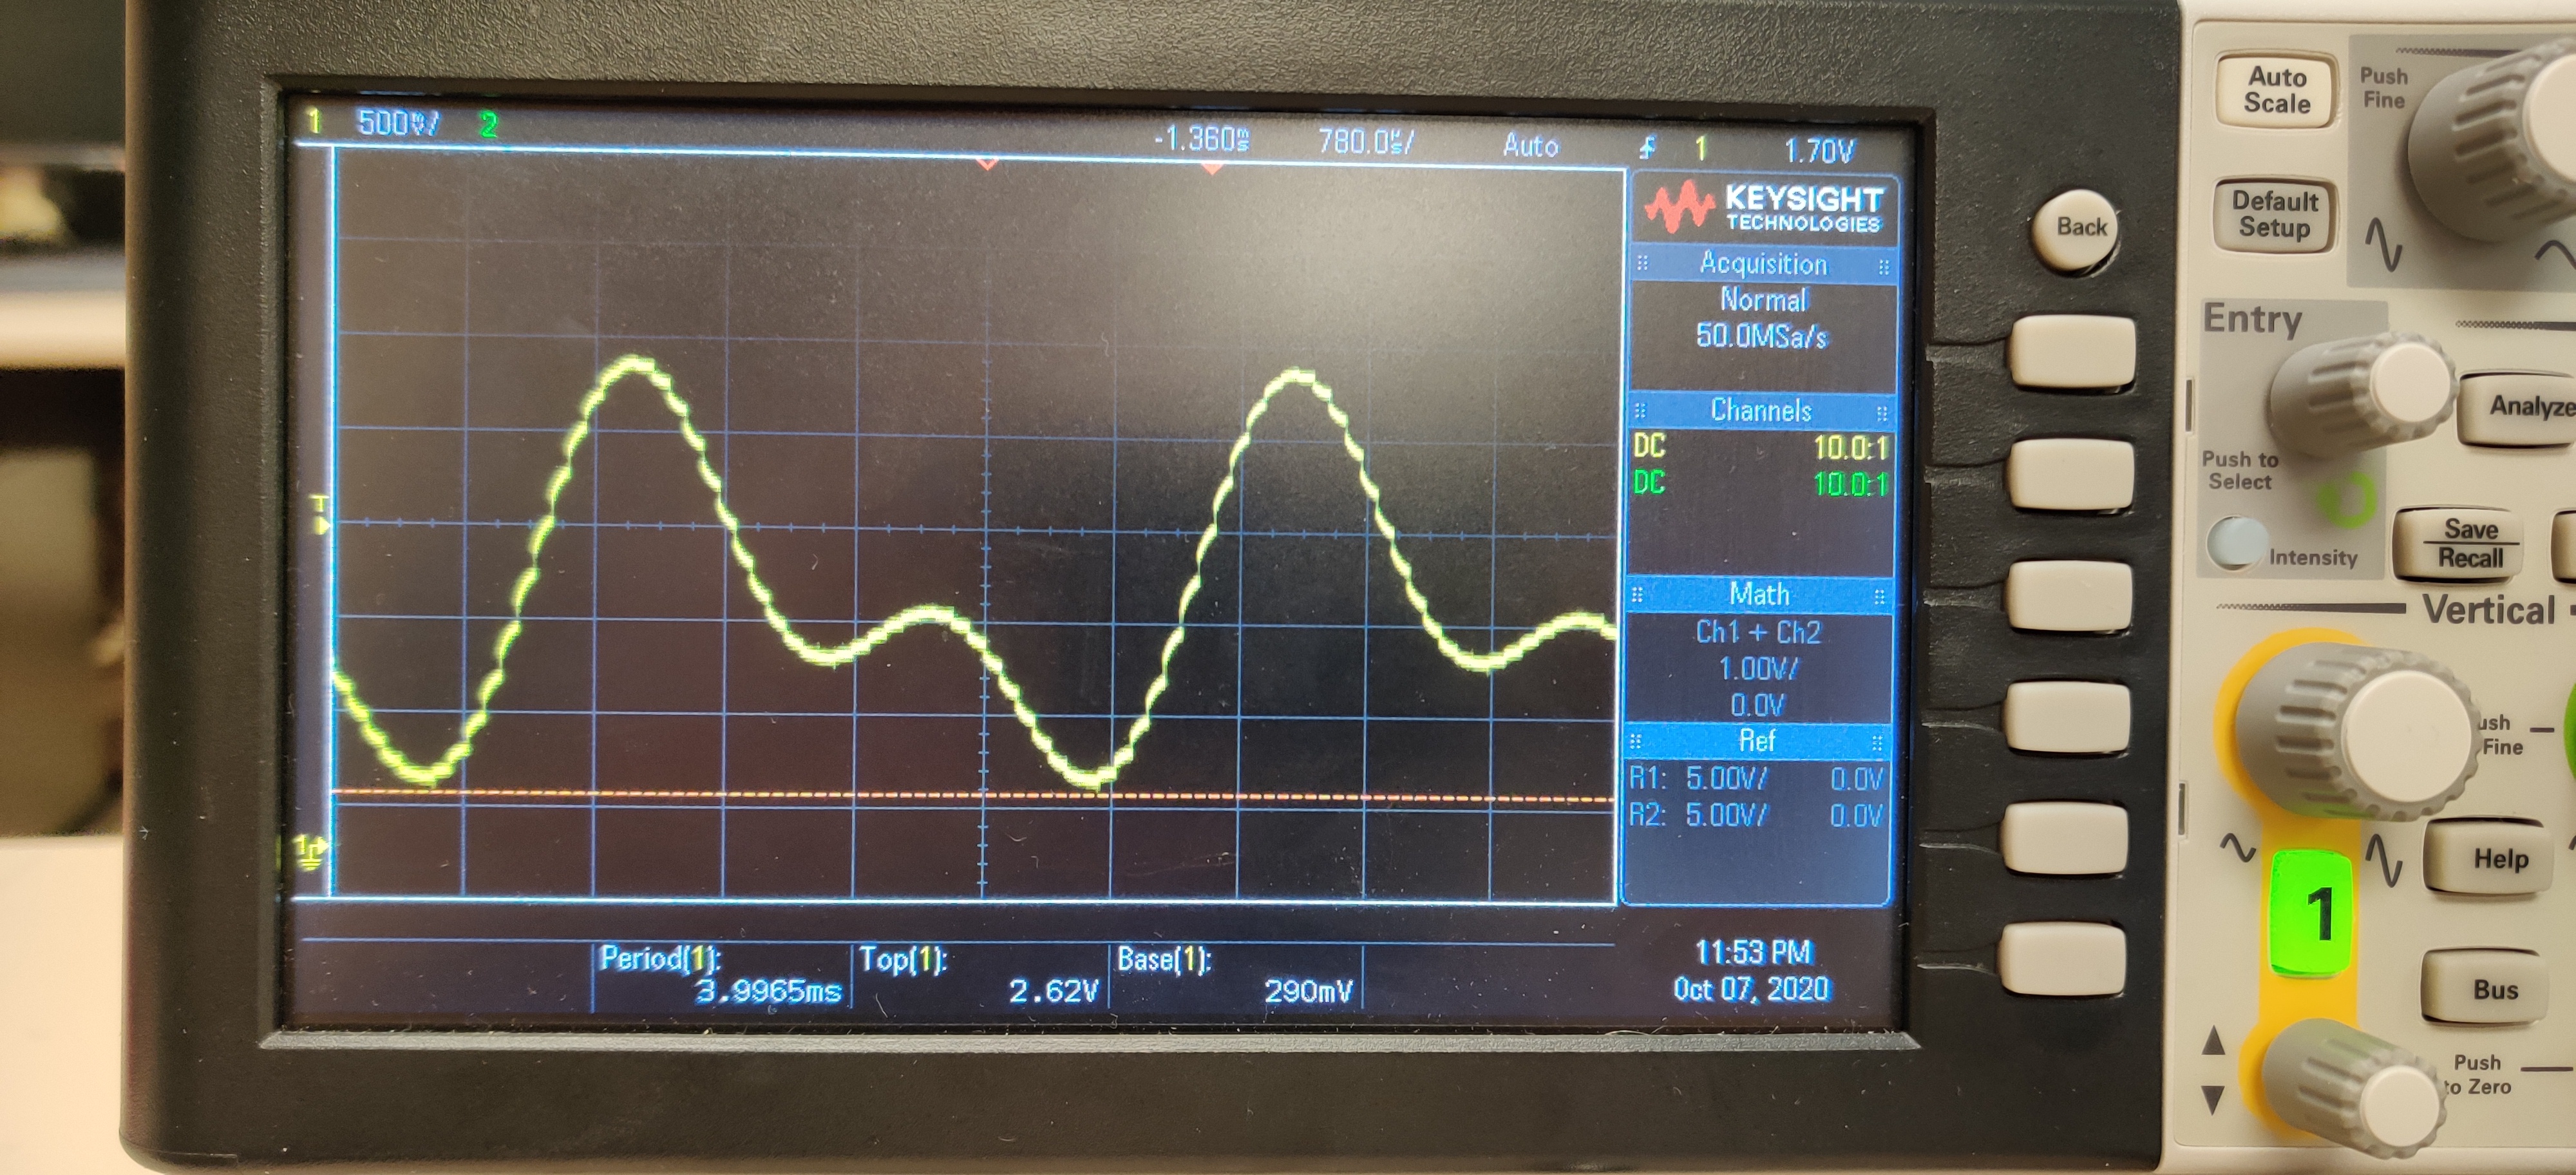 1 500mV/ 2 -1.360ms 780.0us/ Auto 1 1.70V
KEYSIGHT
TECHNOLOGIES
Acquisition
Normal
50.0MSa/s
Channels
DC 10.0:1
DC 10.0:1
Math
Ch1 + Ch2
1.00V/
0.0V
Ref
R1: 5.00V/ 0.0V
R2: 5.00V/ 0.0V
T
1
Period(1): Top(1): Base(1):
3.9965ms 2.62V 290mV
11:53 PM
Oct 07, 2020
Back
Auto
Scale
Push
Fine
Default
Setup
Entry
Analyze
Push to
Select
Save
Recall
Intensity
Vertical
ush
Fine
Help
1
Bus
Push
to Zero